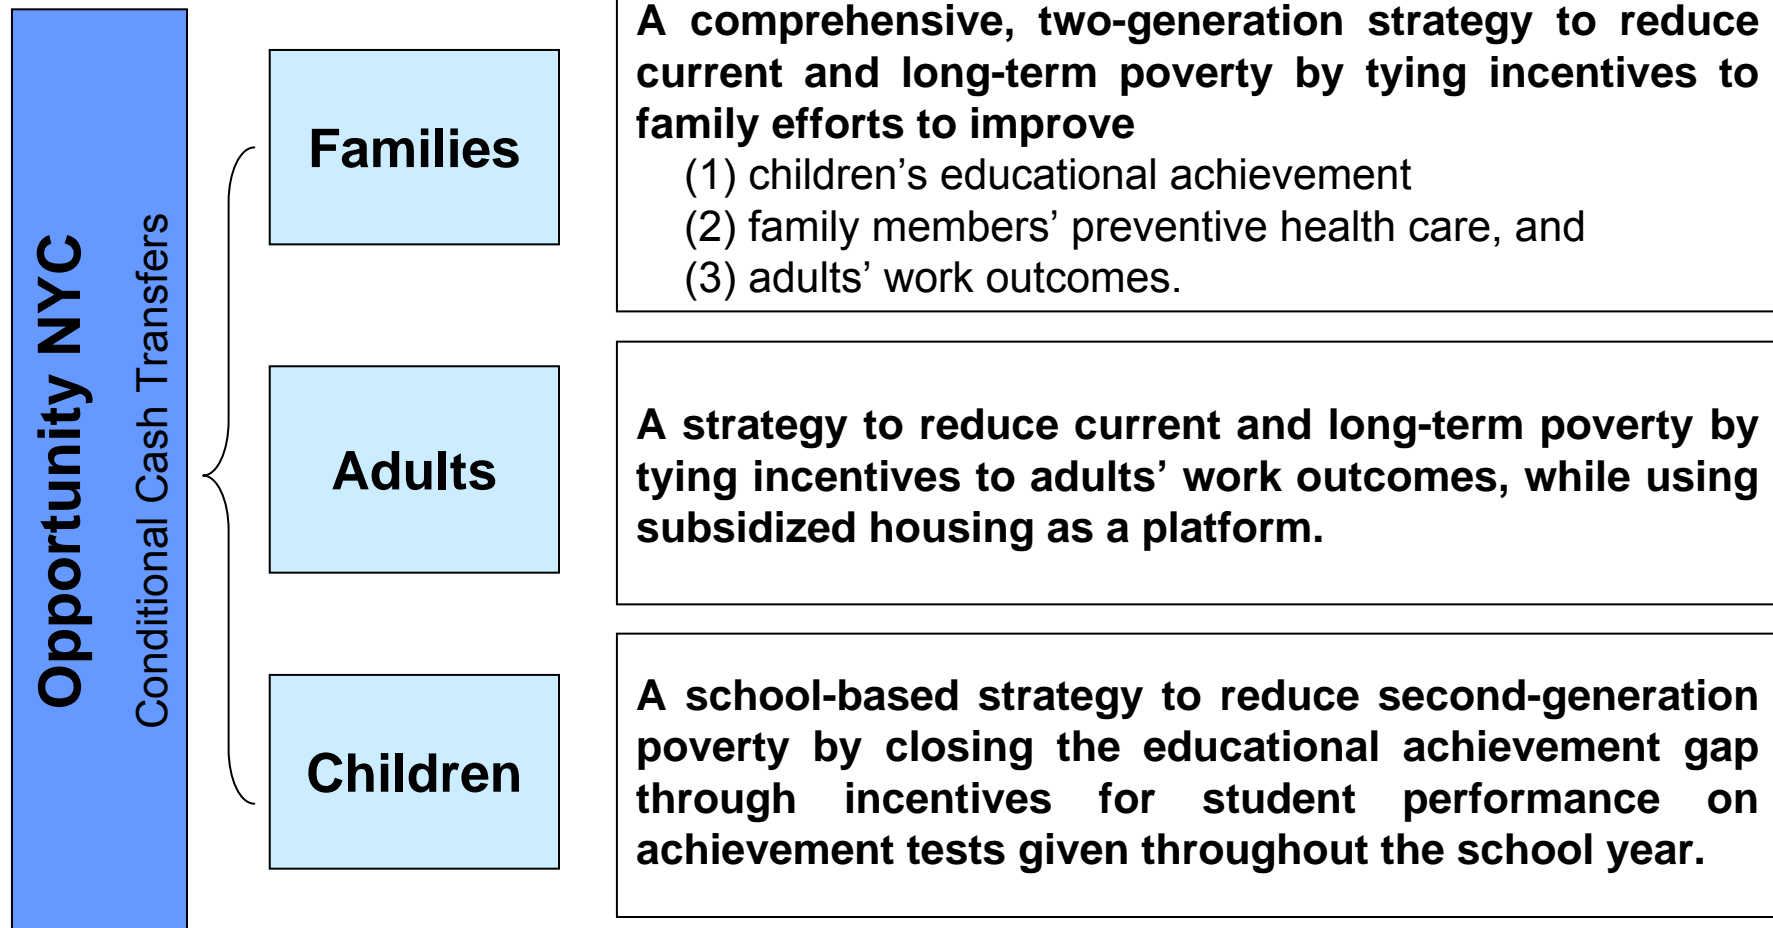 Opportunity NYC
Conditional Cash Transfers
Families
A comprehensive, two-generation strategy to reduce
current and long-term poverty by tying incentives to
family efforts to improve
(1) children’s educational achievement
(2) family members’ preventive health care, and
(3) adults’ work outcomes.
Adults
A strategy to reduce current and long-term poverty by
tying incentives to adults’ work outcomes, while using
subsidized housing as a platform.
Children
A school-based strategy to reduce second-generation
poverty by closing the educational achievement gap
through incentives for student performance on
achievement tests given throughout the school year.